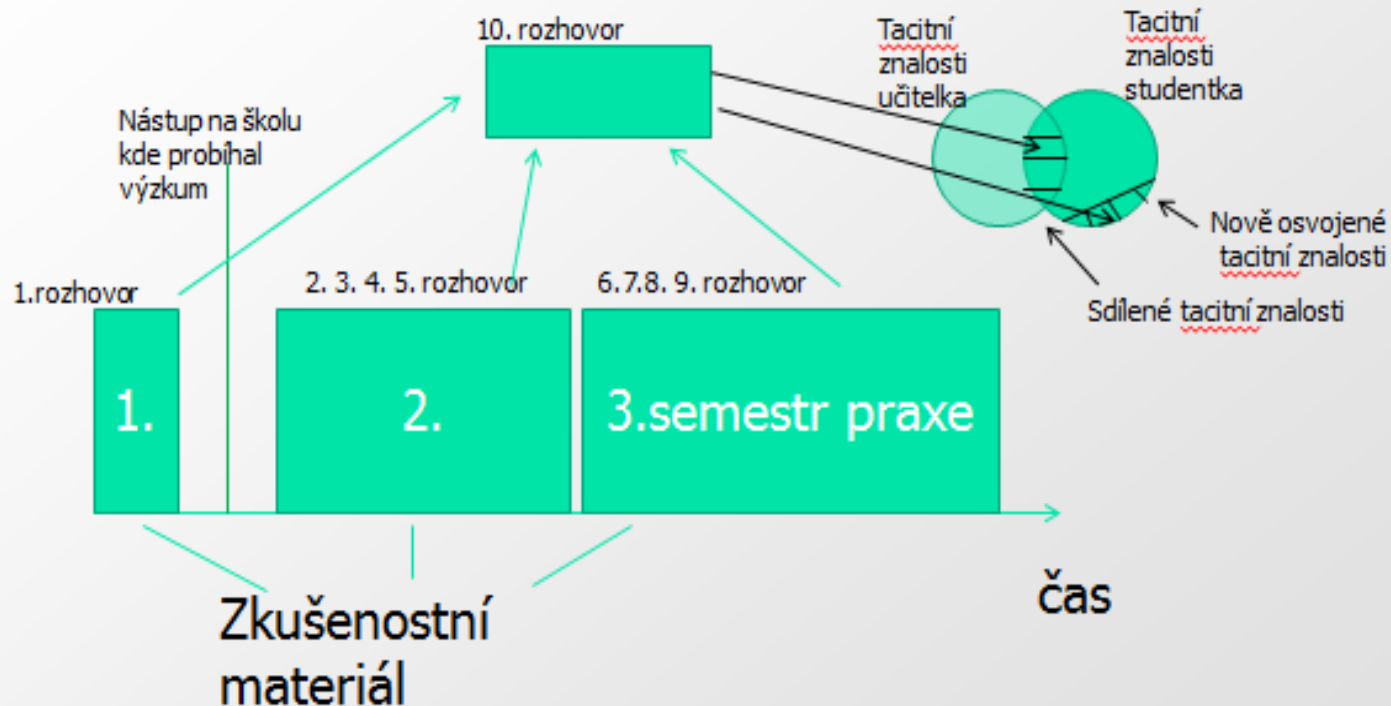 10. rozhovor
Tacitní
znalosti
učitelka
Tacitní
znalosti
studentka
Nástup na školu
kde probíhal
výzkum
Nově osvojené
tacitní znalosti
Sdílené tacitní znalosti
1.rozhovor
2. 3. 4. 5. rozhovor
6.7.8. 9. rozhovor
1.
2.
3.semestr praxe
čas
Zkušenostní
materiál